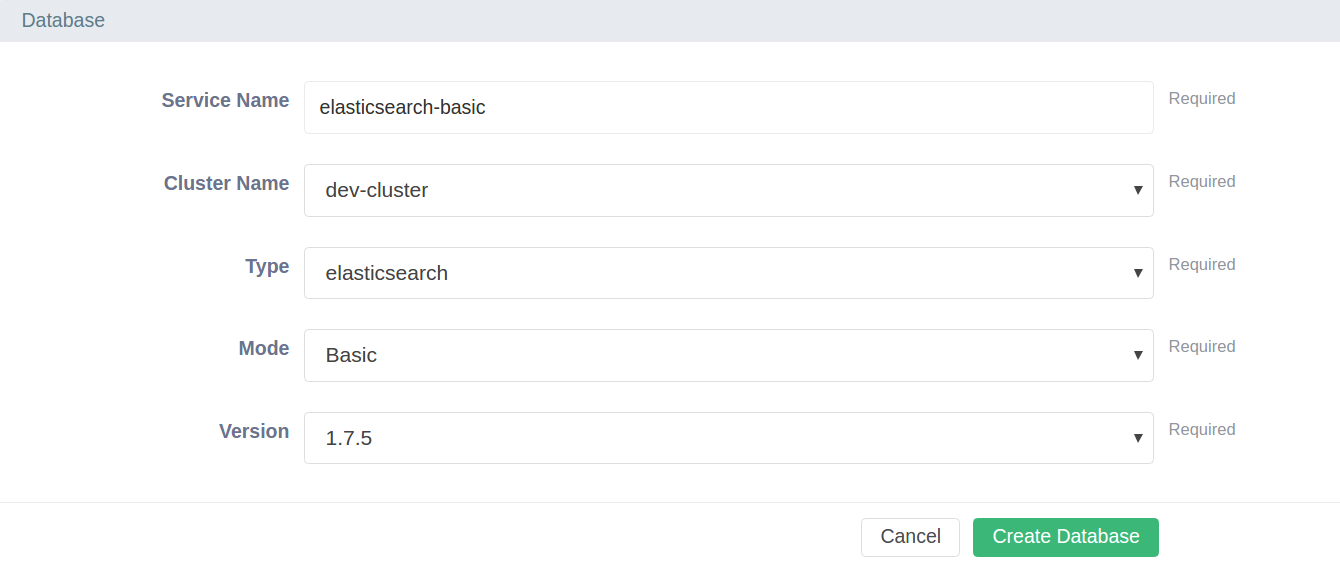 Database
Service Name elasticsearch-basic Required
Cluster Name dev-cluster Required
Type elasticsearch Required
Mode Basic Required
Version 1.7.5 Required
Cancel Create Database